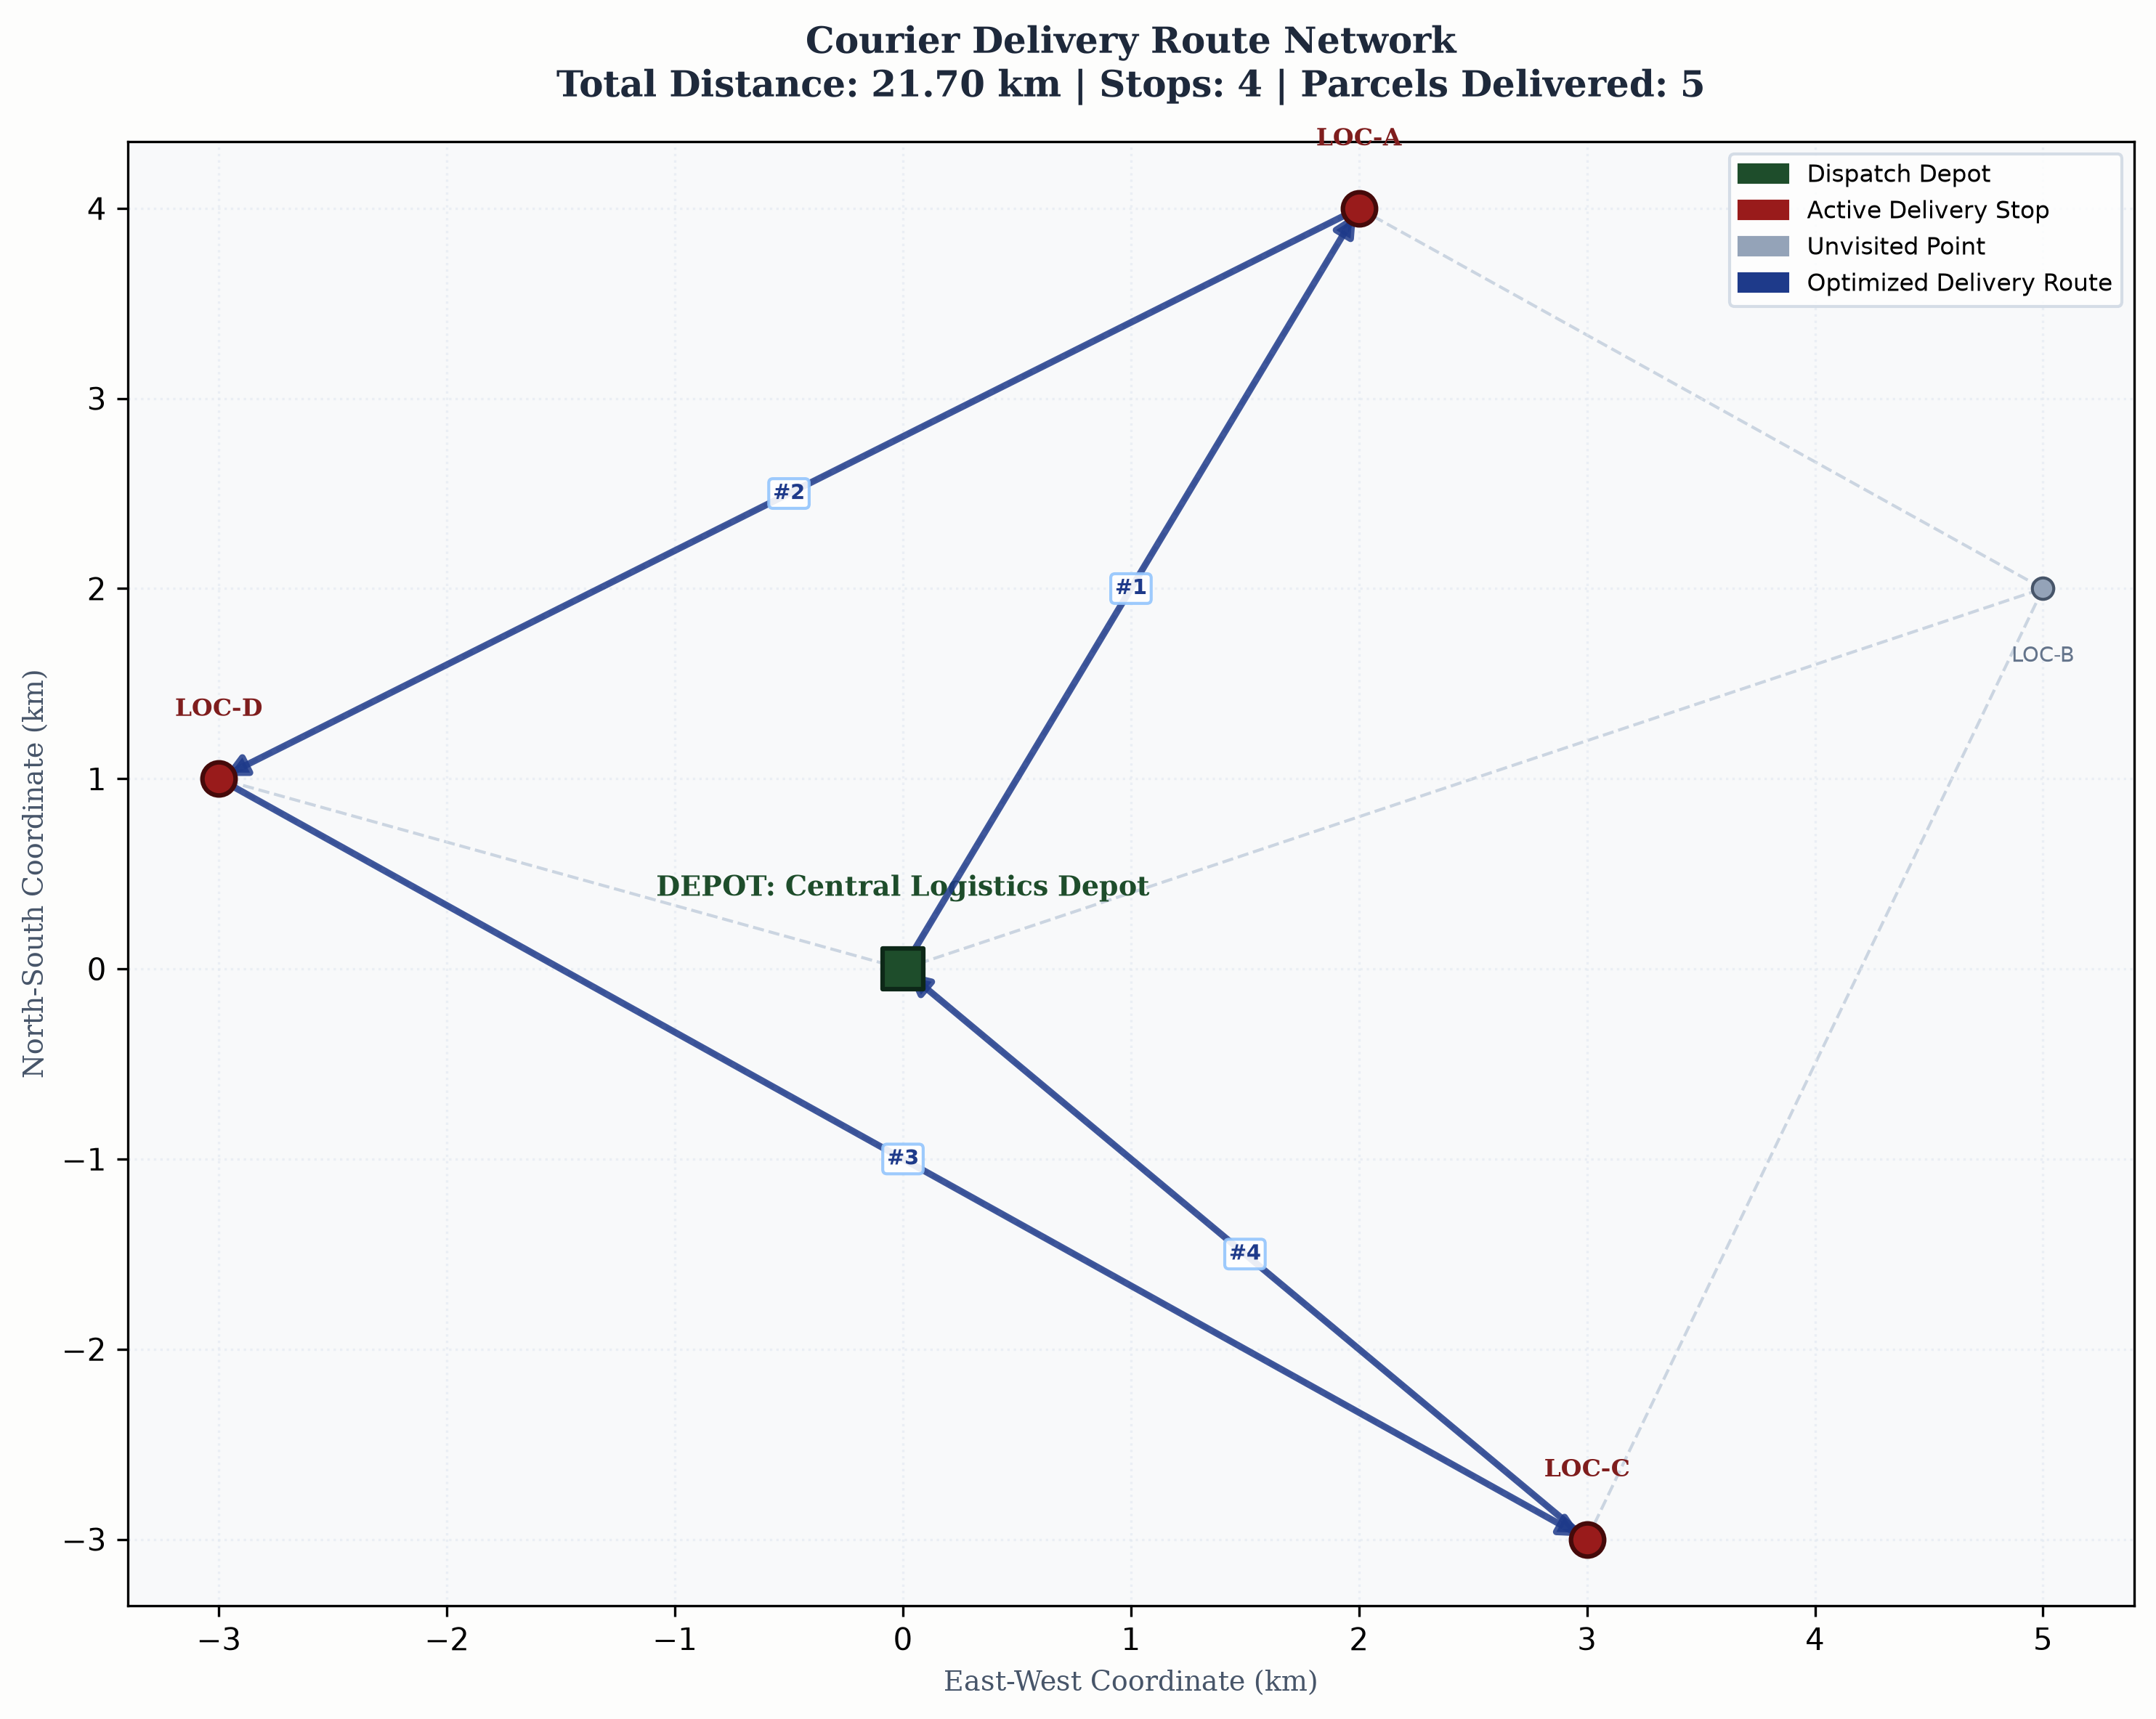 Courier Delivery Route Network
Total Distance: 21.70 km | Stops: 4 | Parcels Delivered: 5
LOC-A
Dispatch Depot
Active Delivery Stop
Unvisited Point
Optimized Delivery Route
#2
#1
LOC-B
LOC-D
DEPOT: Central Logistics Depot
#3
#4
LOC-C
4
3
2
1
0
−1
−2
−3
North-South Coordinate (km)
−3 −2 −1 0 1 2 3 4 5
East-West Coordinate (km)